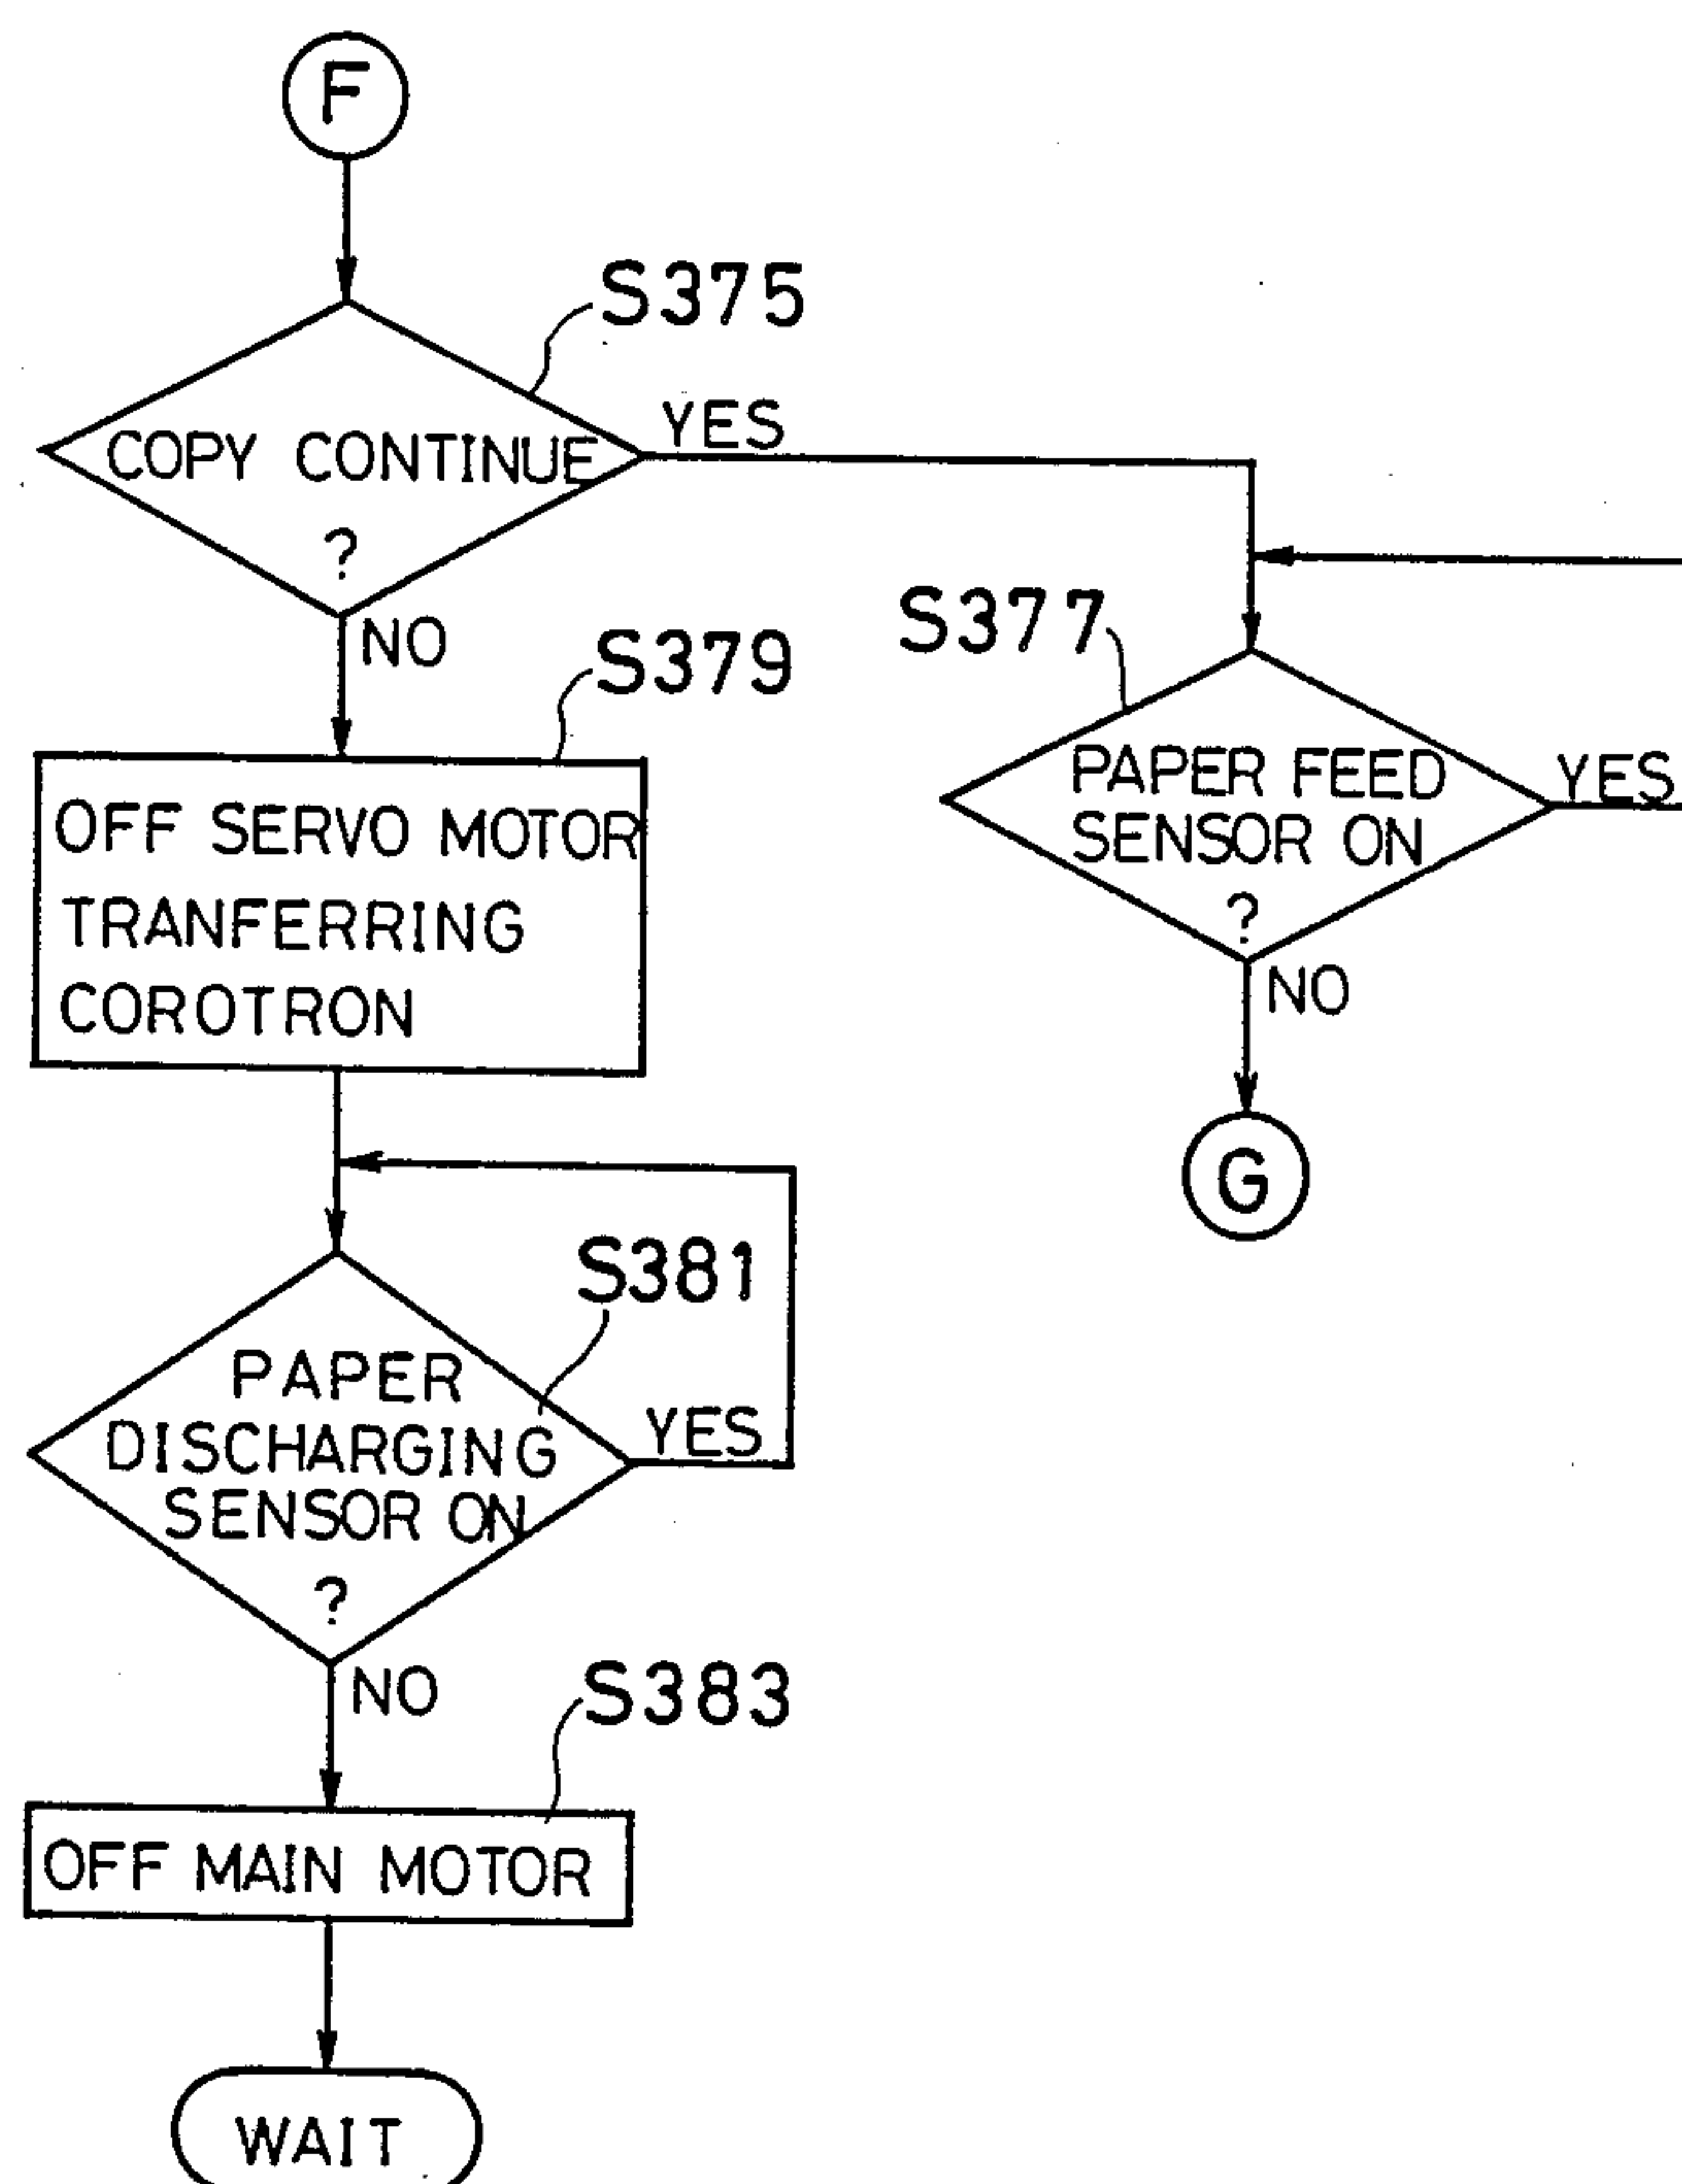 F
S375
COPY CONTINUE
?
YES
NO
S379
OFF SERVO MOTOR
TRANFERRING
COROTRON
S377
PAPER FEED
SENSOR ON
?
YES
NO
G
S381
PAPER
DISCHARGING
SENSOR ON
?
YES
NO
S383
OFF MAIN MOTOR
WAIT